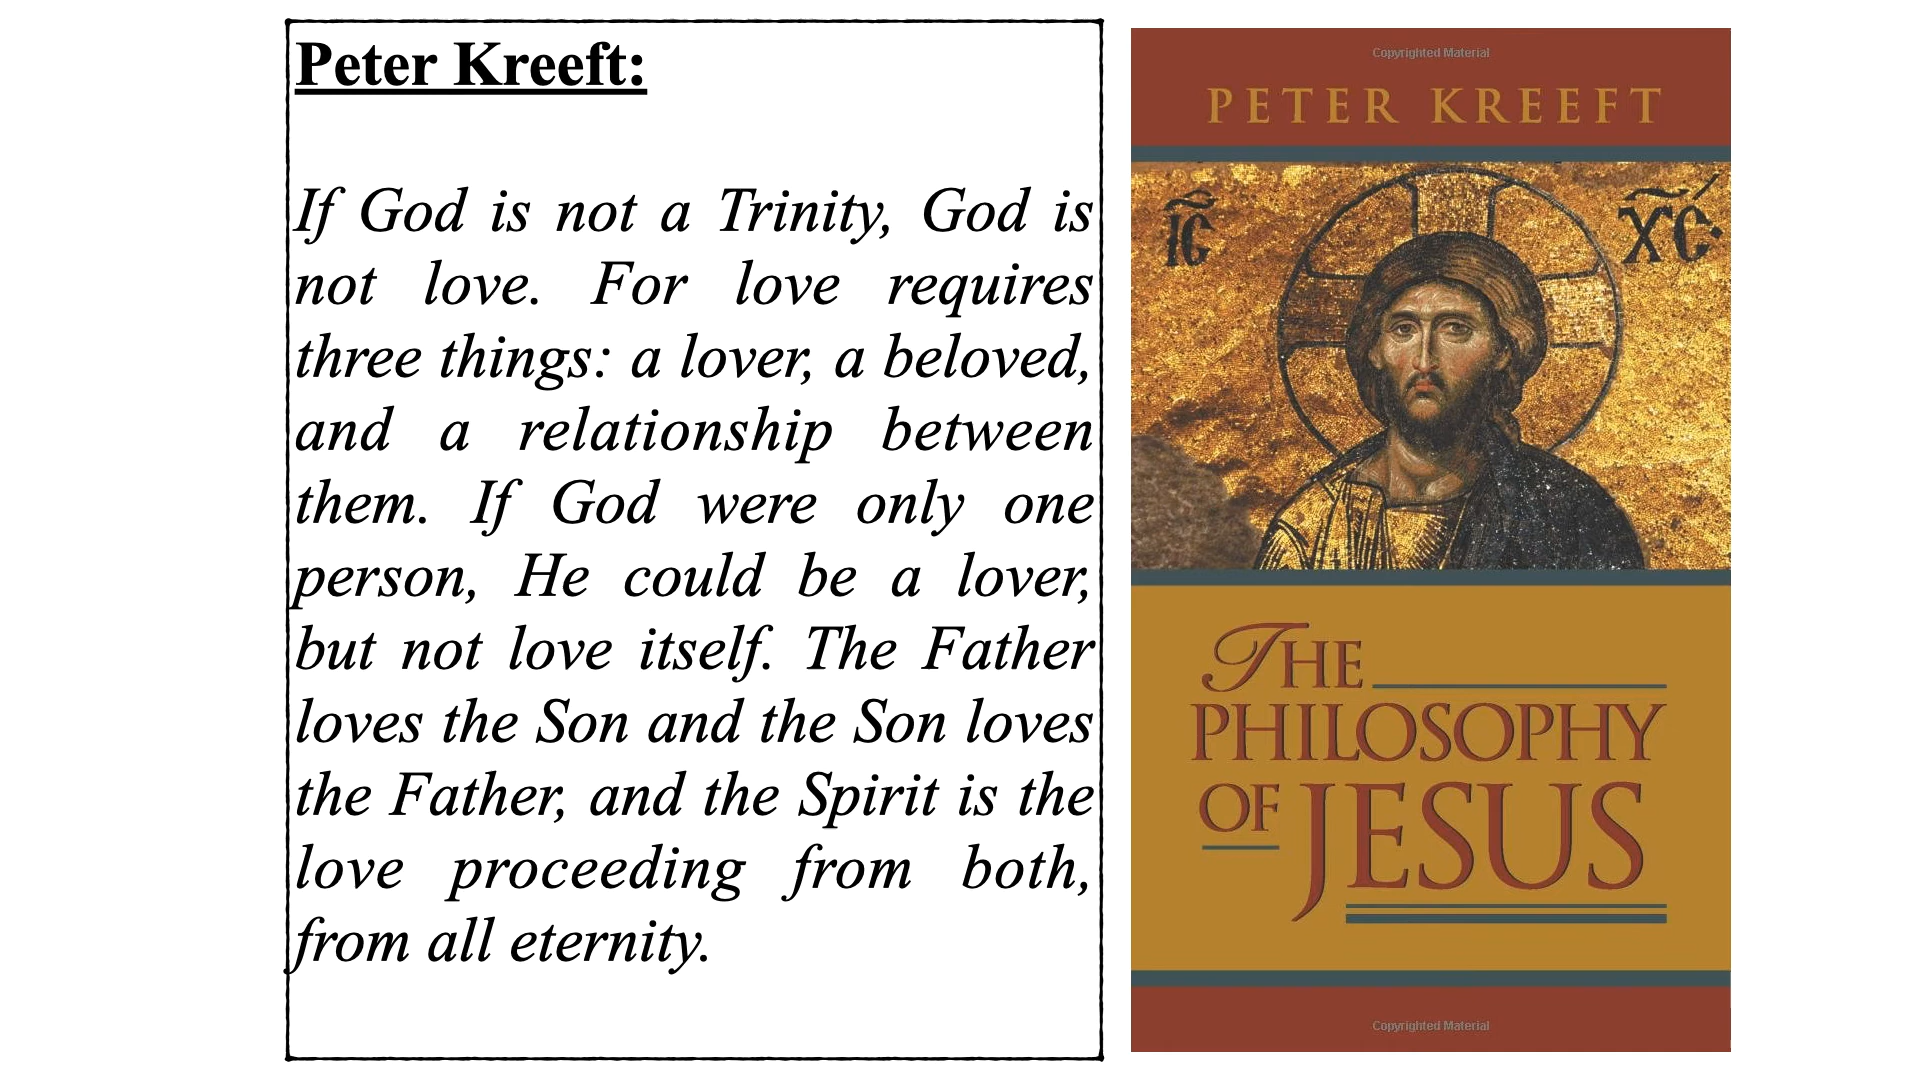 Peter Kreeft:
If God is not a Trinity, God is
not love. For love requires
three things: a lover, a beloved,
and a relationship between
them. If God were only one
person, He could be a lover,
but not love itself. The Father
loves the Son and the Son loves
the Father, and the Spirit is the
love proceeding from both,
from all eternity.
Copyrighted Material
PETER KREEFT
IC XC
THE
PHILOSOPHY
OF JESUS
Copyrighted Material